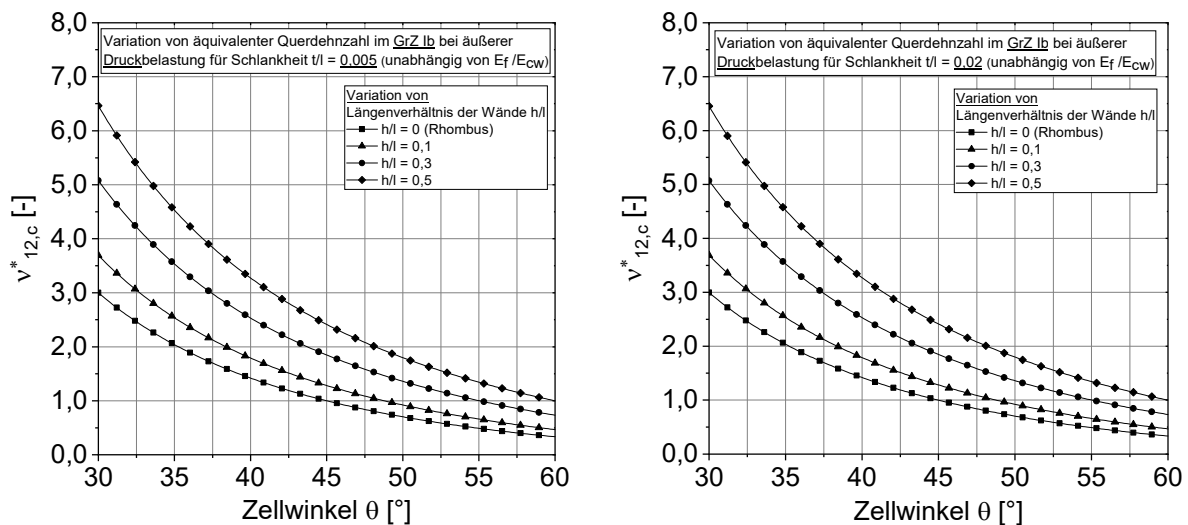 8,0
7,0
6,0
5,0
4,0
3,0
2,0
1,0
0,0
ν*12,c [-]
Variation von äquivalenter Querdehnzahl im GrZ Ib bei äußerer
Druckbelastung für Schlankheit t/l = 0,005 (unabhängig von Ef /Ecw)
Variation von
Längenverhältnis der Wände h/l
h/l = 0 (Rhombus)
h/l = 0,1
h/l = 0,3
h/l = 0,5
30 35 40 45 50 55 60
Zellwinkel θ [°]
8,0
7,0
6,0
5,0
4,0
3,0
2,0
1,0
0,0
ν*12,c [-]
Variation von äquivalenter Querdehnzahl im GrZ Ib bei äußerer
Druckbelastung für Schlankheit t/l = 0,02 (unabhängig von Ef /Ecw)
Variation von
Längenverhältnis der Wände h/l
h/l = 0 (Rhombus)
h/l = 0,1
h/l = 0,3
h/l = 0,5
30 35 40 45 50 55 60
Zellwinkel θ [°]